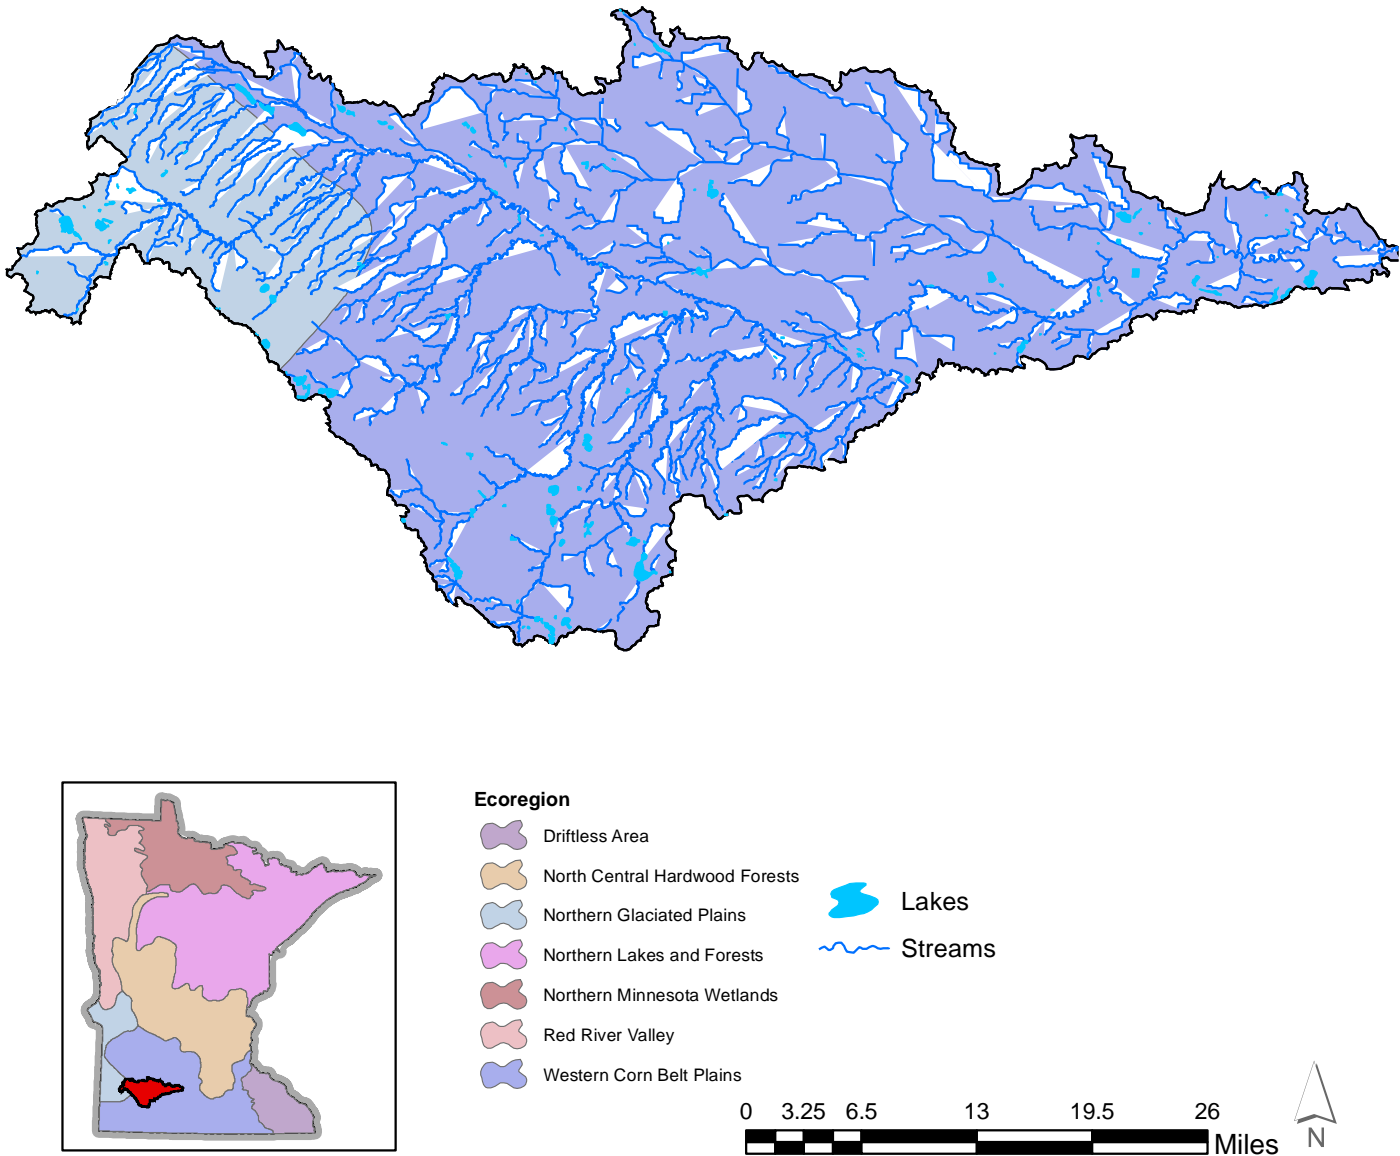 Ecoregion
Driftless Area
North Central Hardwood Forests
Northern Glaciated Plains
Northern Lakes and Forests
Northern Minnesota Wetlands
Red River Valley
Western Corn Belt Plains
Lakes
Streams
0 3.25 6.5 13 19.5 26
Miles
N